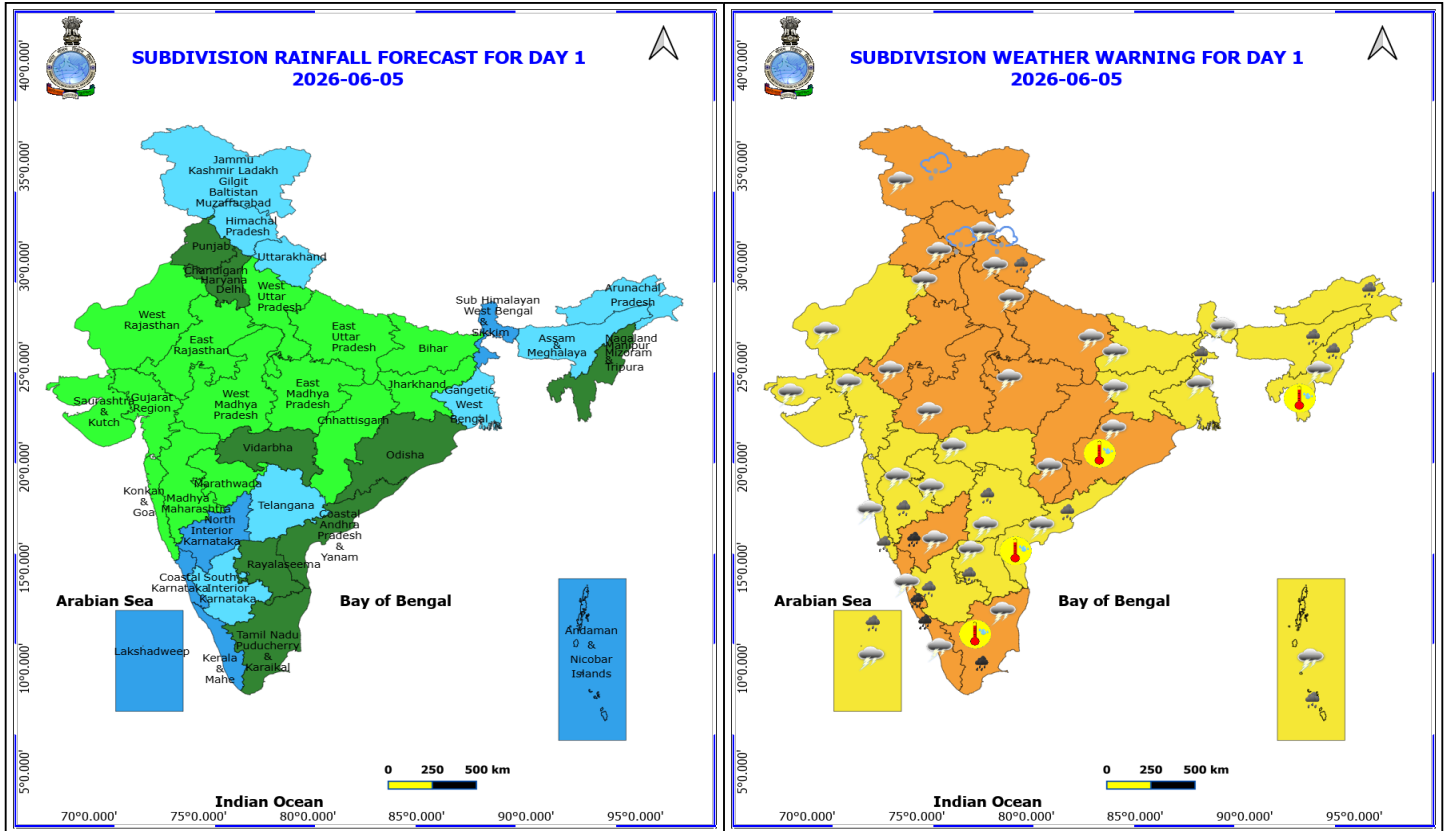 SUBDIVISION RAINFALL FORECAST FOR DAY 1
2026-06-05
40°0.000'
35°0.000'
30°0.000'
25°0.000'
20°0.000'
15°0.000'
10°0.000'
5°0.000'
Jammu
Kashmir Ladakh
Gilgit
Baltistan
Muzaffarabad
Himachal
Pradesh
Punjab
Uttarakhand
Chandigarh
Haryana
Delhi
West
Uttar
Pradesh
West
Rajasthan
East
Rajasthan
East
Uttar
Pradesh
Bihar
Sub Himalayan
West Bengal
&
Sikkim
Arunachal
Pradesh
Assam
&
Meghalaya
Nagaland
Manipur
Mizoram
&
Tripura
Jharkhand
Gangetic
West
Bengal
Saurashtra
&
Kutch
Gujarat
Region
West
Madhya
Pradesh
East
Madhya
Pradesh
Chhattisgarh
Vidarbha
Odisha
Konkan
&
Goa
Madhya
Maharashtra
Marathwada
Telangana
North
Interior
Karnataka
Coastal
Andhra
Pradesh
&
Yanam
Rayalaseema
Coastal
Karnataka
South
Interior
Karnataka
Tamil Nadu
Puducherry
&
Karaikal
Kerala
&
Mahe
Arabian Sea
Lakshadweep
Bay of Bengal
Andaman
&
Nicobar
Islands
0 250 500 km
Indian Ocean
70°0.000' 75°0.000' 80°0.000' 85°0.000' 90°0.000' 95°0.000'
SUBDIVISION WEATHER WARNING FOR DAY 1
2026-06-05
40°0.000'
35°0.000'
30°0.000'
25°0.000'
20°0.000'
15°0.000'
10°0.000'
5°0.000'
Arabian Sea
Bay of Bengal
0 250 500 km
Indian Ocean
70°0.000' 75°0.000' 80°0.000' 85°0.000' 90°0.000' 95°0.000'